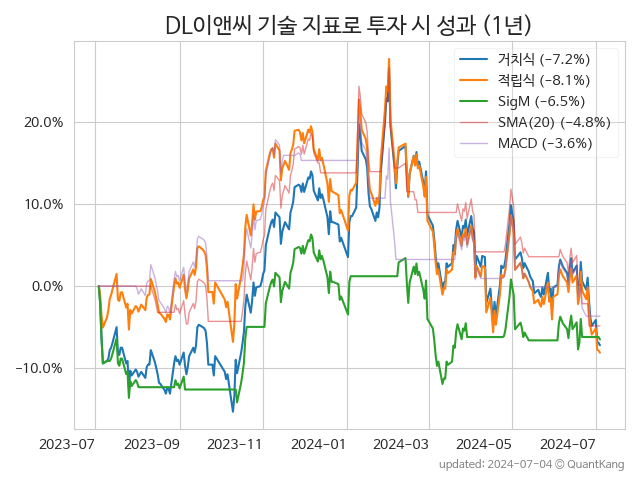 DL이앤씨 기술 지표로 투자 시 성과 (1년)
거치식 (−7.2%)
적립식 (−8.1%)
SigM (−6.5%)
SMA(20) (−4.8%)
MACD (−3.6%)
20.0%
10.0%
0.0%
−10.0%
2023-07
2023-09
2023-11
2024-01
2024-03
2024-05
2024-07
updated: 2024-07-04 © QuantKang